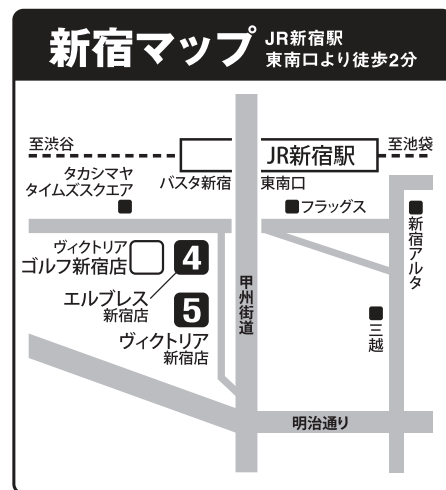 新宿マップ
JR新宿駅
東南口より徒歩2分
至渋谷
JR新宿駅
至池袋
タカシマヤ
タイムズスクエア
バスタ新宿
東南口
フラッグス
新宿アルタ
ヴィクトリア
ゴルフ新宿店
4
エルブレス
新宿店
5
ヴィクトリア
新宿店
甲州街道
三越
明治通り